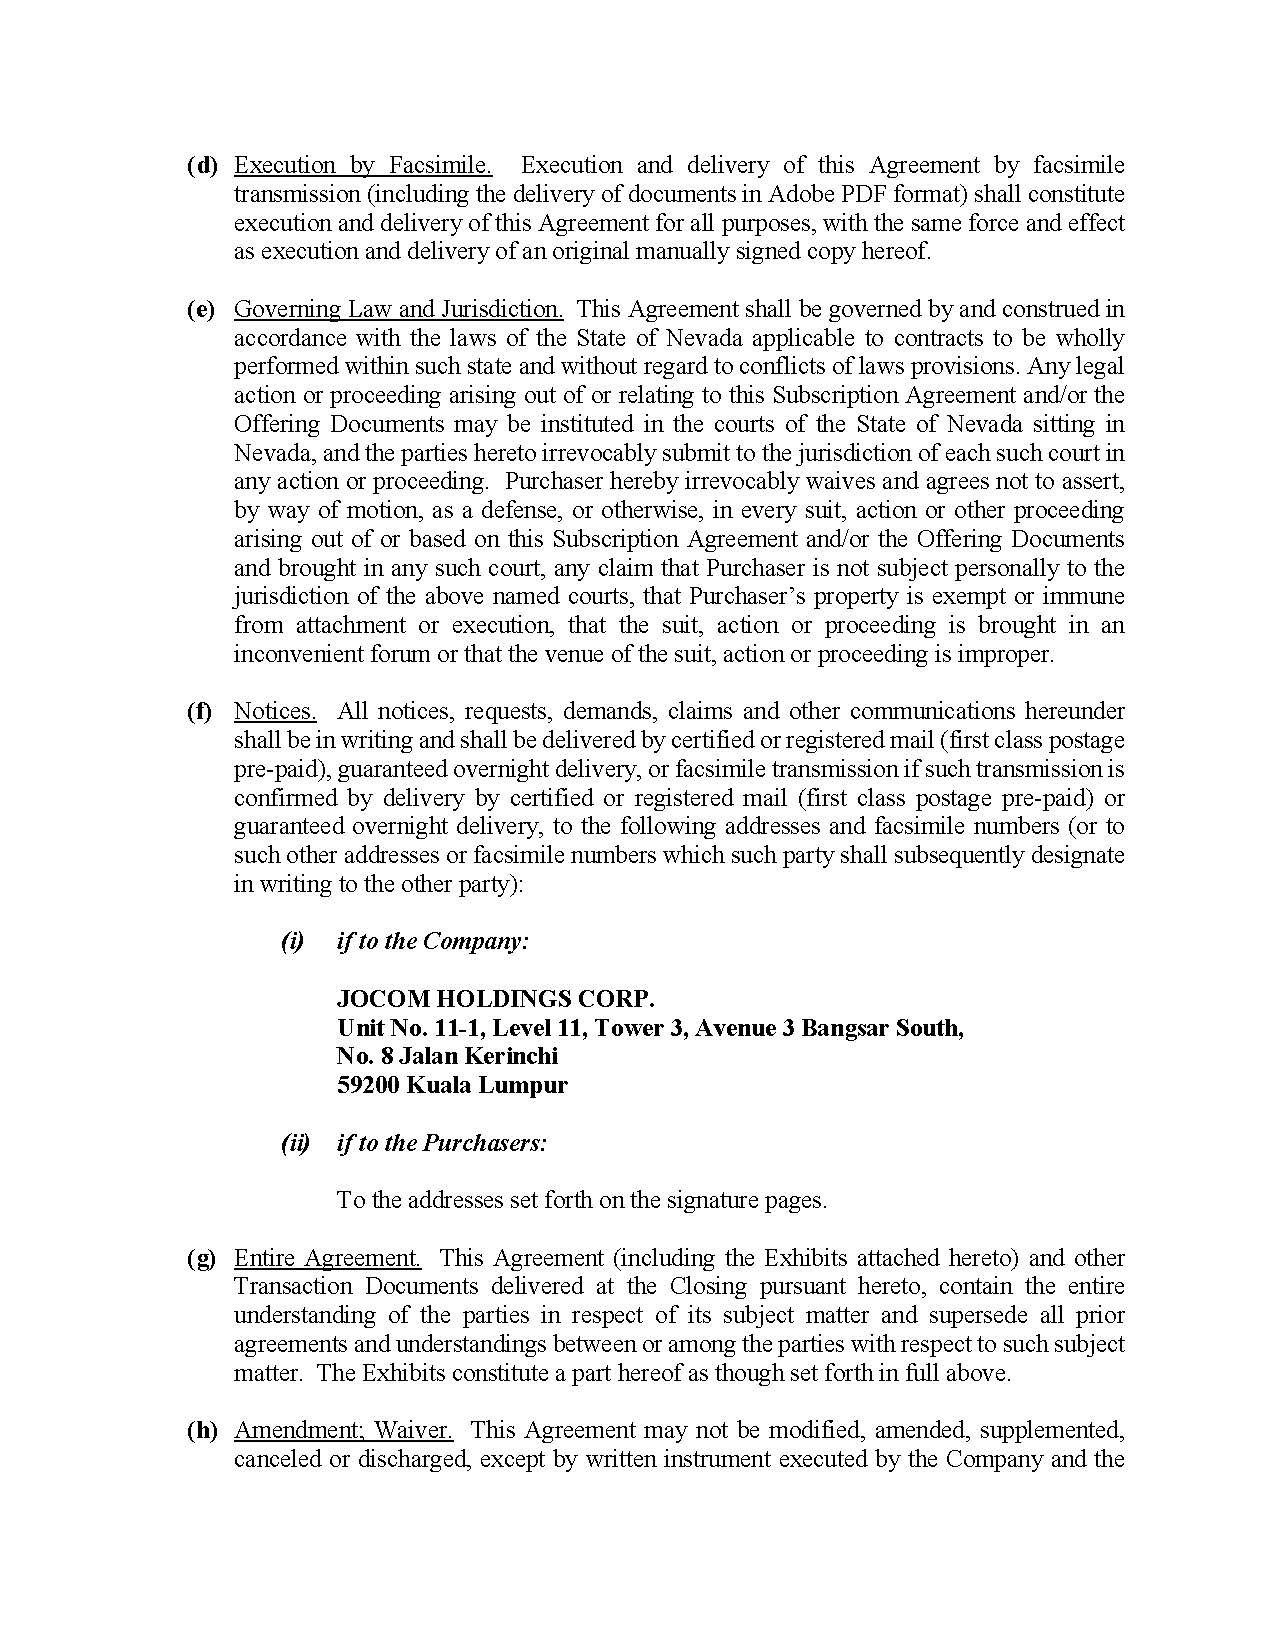 (d) Execution by Facsimile. Execution and delivery of this Agreement by facsimile
transmission (including the delivery of documents in Adobe PDF format) shall constitute
execution and delivery of this Agreement for all purposes, with the same force and effect
as execution and delivery of an original manually signed copy hereof.
(e) Governing Law and Jurisdiction. This Agreement shall be governed by and construed in
accordance with the laws of the State of Nevada applicable to contracts to be wholly
performed within such state and without regard to conflicts of laws provisions. Any legal
action or proceeding arising out of or relating to this Subscription Agreement and/or the
Offering Documents may be instituted in the courts of the State of Nevada sitting in
Nevada, and the parties hereto irrevocably submit to the jurisdiction of each such court in
any action or proceeding. Purchaser hereby irrevocably waives and agrees not to assert,
by way of motion, as a defense, or otherwise, in every suit, action or other proceeding
arising out of or based on this Subscription Agreement and/or the Offering Documents
and brought in any such court, any claim that Purchaser is not subject personally to the
jurisdiction of the above named courts, that Purchaser’s property is exempt or immune
from attachment or execution, that the suit, action or proceeding is brought in an
inconvenient forum or that the venue of the suit, action or proceeding is improper.
(f) Notices. All notices, requests, demands, claims and other communications hereunder
shall be in writing and shall be delivered by certified or registered mail (first class postage
pre-paid), guaranteed overnight delivery, or facsimile transmission if such transmission is
confirmed by delivery by certified or registered mail (first class postage pre-paid) or
guaranteed overnight delivery, to the following addresses and facsimile numbers (or to
such other addresses or facsimile numbers which such party shall subsequently designate
in writing to the other party):
(i) if to the Company:
JOCOM HOLDINGS CORP.
Unit No. 11-1, Level 11, Tower 3, Avenue 3 Bangsar South,
No. 8 Jalan Kerinchi
59200 Kuala Lumpur
(ii) if to the Purchasers:
To the addresses set forth on the signature pages.
(g) Entire Agreement. This Agreement (including the Exhibits attached hereto) and other
Transaction Documents delivered at the Closing pursuant hereto, contain the entire
understanding of the parties in respect of its subject matter and supersede all prior
agreements and understandings between or among the parties with respect to such subject
matter. The Exhibits constitute a part hereof as though set forth in full above.
(h) Amendment; Waiver. This Agreement may not be modified, amended, supplemented,
canceled or discharged, except by written instrument executed by the Company and the